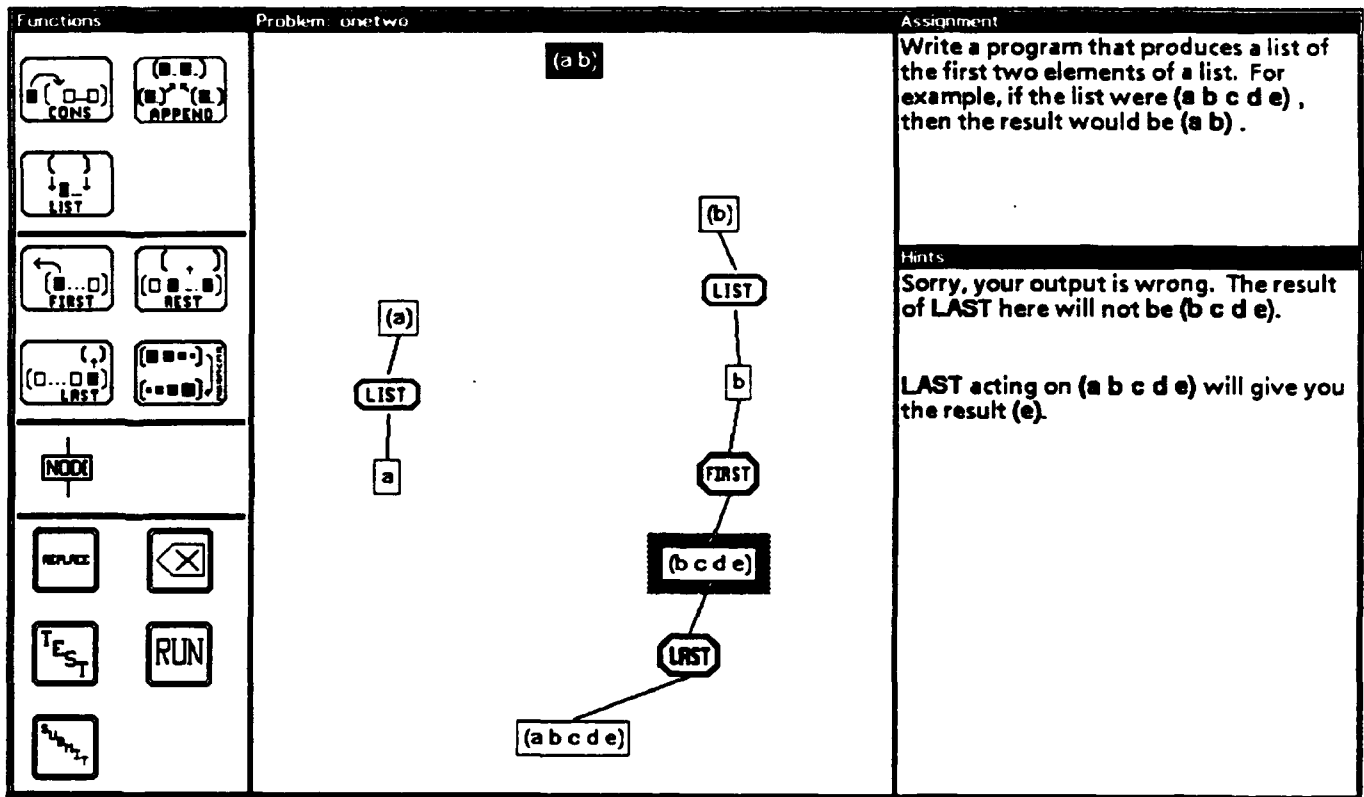 Functions
CONS
APPEND
LIST
FIRST
REST
LAST
NODE
REPLACE
TEST
RUN
SUBMIT
Problem: onetwo
(a b)
(b)
LIST
(a)
b
LIST
FIRST
a
(b c d e)
LAST
(a b c d e)
Assignment
Write a program that produces a list of
the first two elements of a list. For
example, if the list were (a b c d e) ,
then the result would be (a b) .
Hints
Sorry, your output is wrong. The result
of LAST here will not be (b c d e).
LAST acting on (a b c d e) will give you
the result (e).